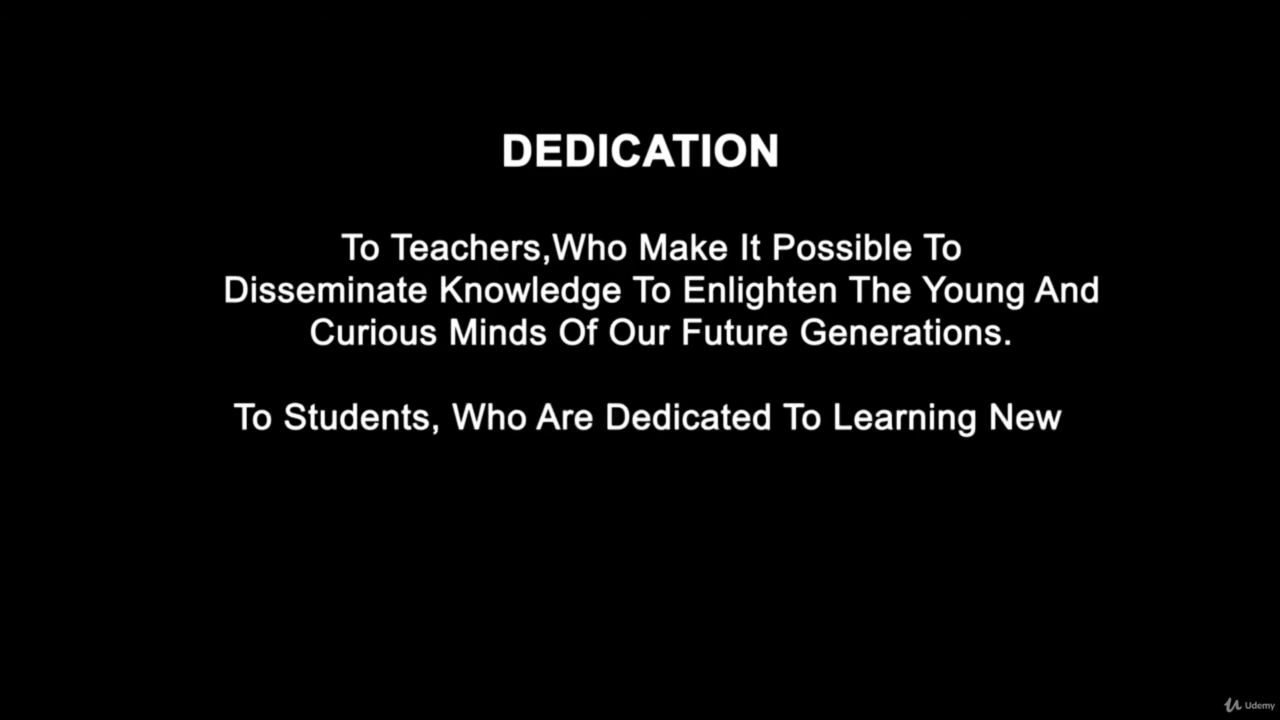 DEDICATION
To Teachers,Who Make It Possible To
Disseminate Knowledge To Enlighten The Young And
Curious Minds Of Our Future Generations.
To Students, Who Are Dedicated To Learning New
Udemy